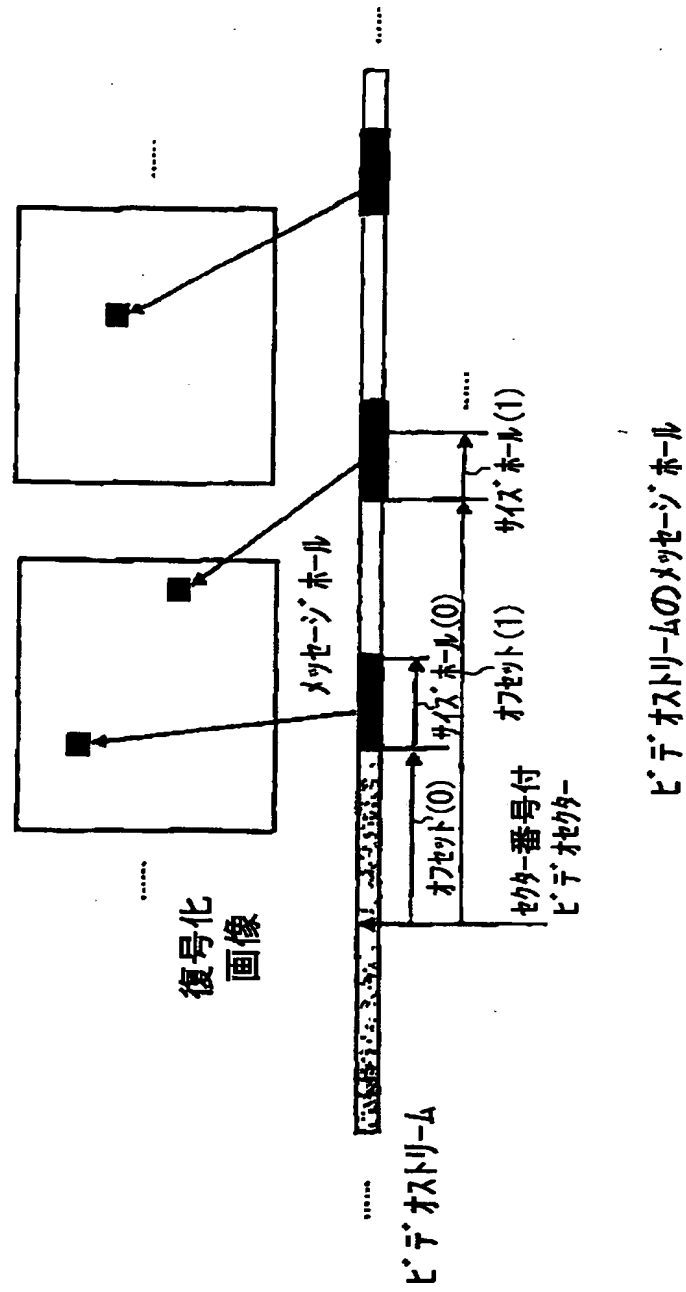 復号化
画像
メッセージホール
ビデオストリーム
オフセット(0)
サイズホール(0)
オフセット(1)
サイズホール(1)
セクター番号付
ビデオセクター
ビデオストリームのメッセージホール